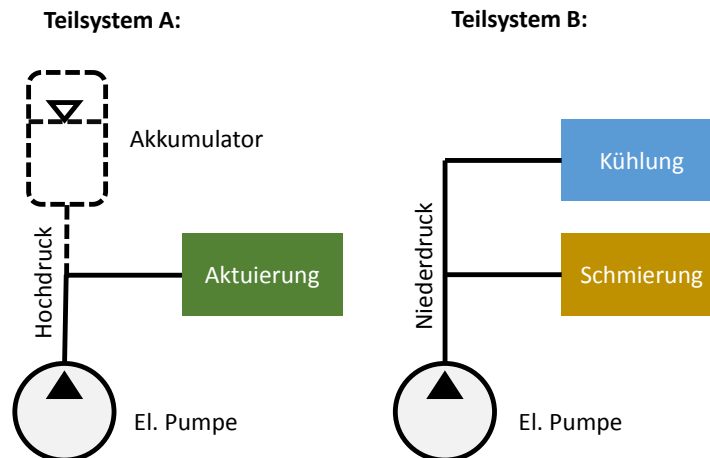 Teilsystem A:
Akkumulator
Hochdruck
Aktuierung
El. Pumpe
Teilsystem B:
Kühlung
Niederdruck
Schmierung
El. Pumpe